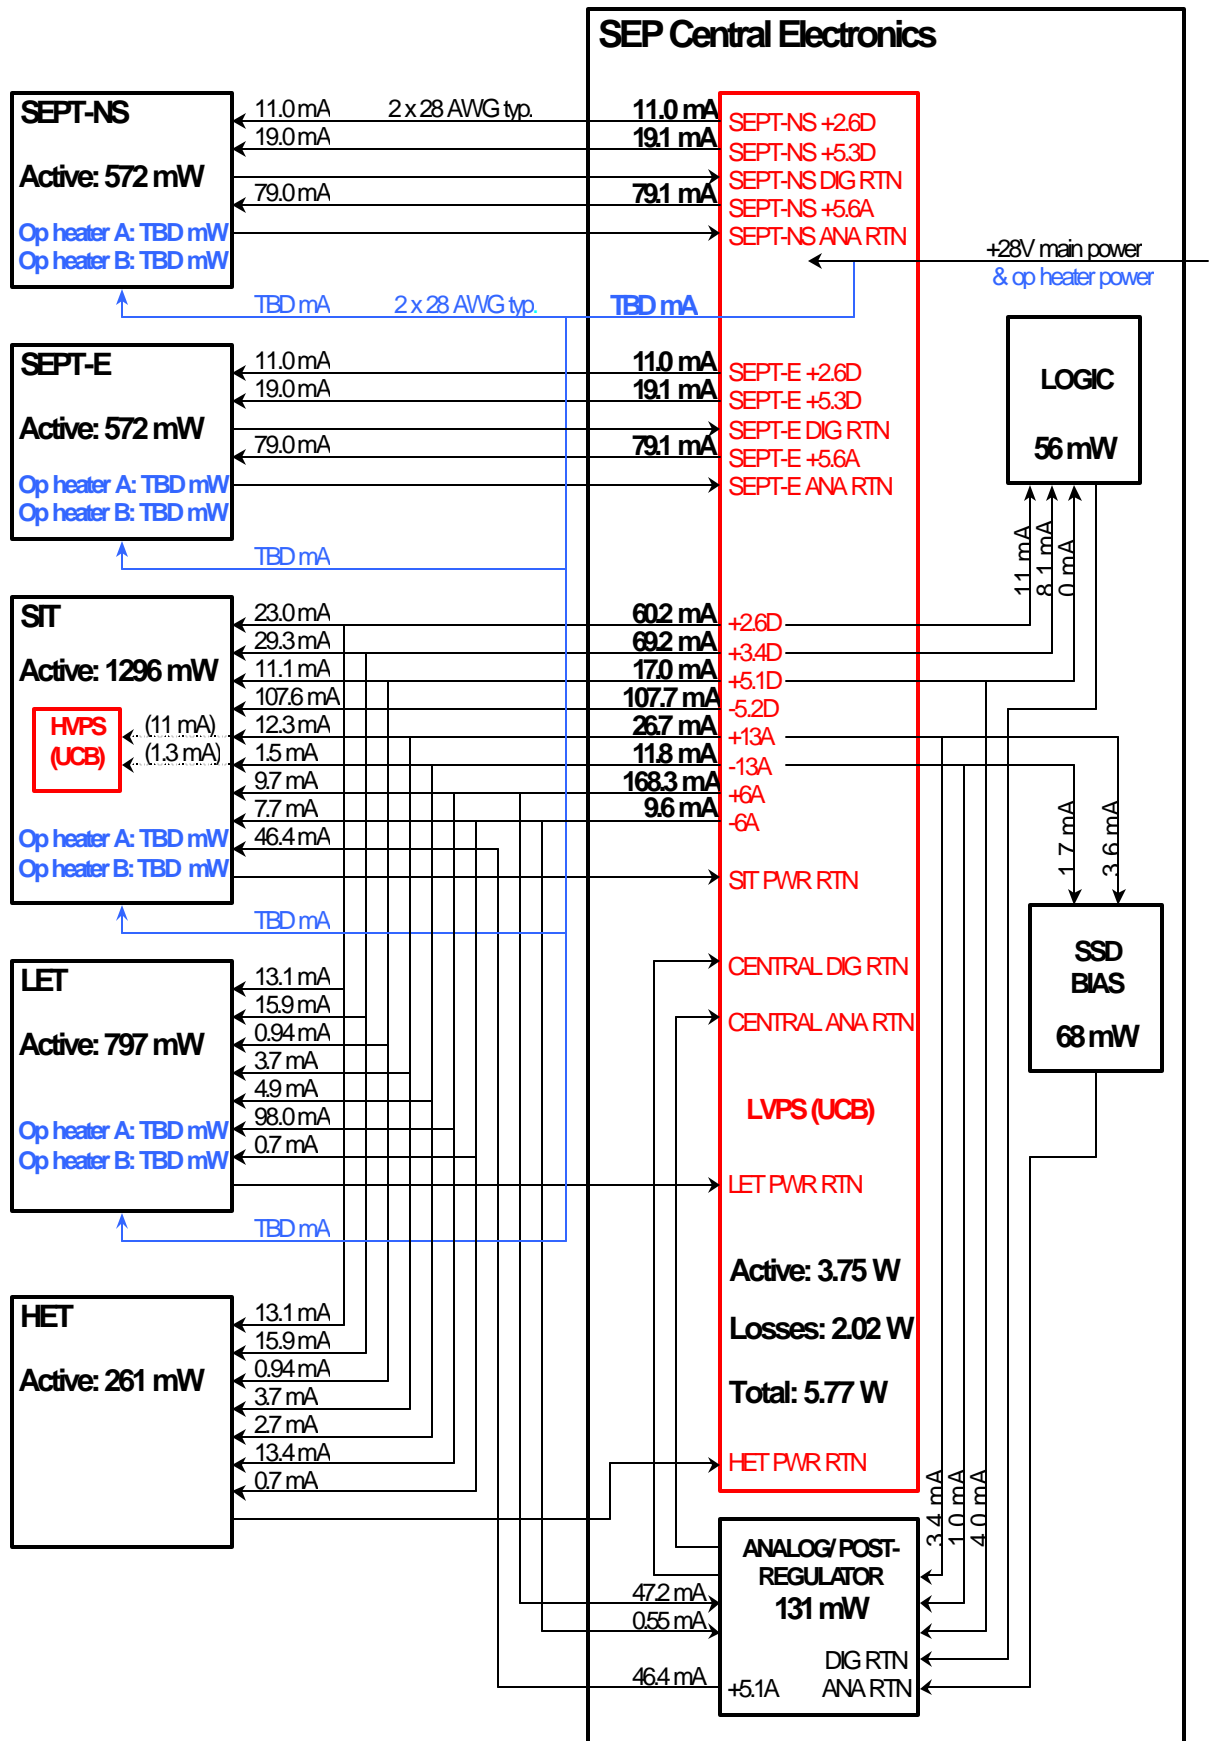 SEP Central Electronics
SEPT-NS
Active: 572 mW
Op heater A: TBD mW
Op heater B: TBD mW
11.0 mA
2 x 28 AWG typ.
11.0 mA
SEPT-NS +2.6D
19.0 mA
19.1 mA
SEPT-NS +5.3D
SEPT-NS DIG RTN
79.0 mA
79.1 mA
SEPT-NS +5.6A
SEPT-NS ANA RTN
+28V main power
& op heater power
TBD mA
2 x 28 AWG typ.
TBD mA
SEPT-E
Active: 572 mW
Op heater A: TBD mW
Op heater B: TBD mW
11.0 mA
11.0 mA
SEPT-E +2.6D
19.0 mA
19.1 mA
SEPT-E +5.3D
SEPT-E DIG RTN
79.0 mA
79.1 mA
SEPT-E +5.6A
SEPT-E ANA RTN
TBD mA
LOGIC
56 mW
11 mA
8.1 mA
0 mA
SIT
Active: 1296 mW
HVPS
(UCB)
(11 mA)
(1.3 mA)
Op heater A: TBD mW
Op heater B: TBD mW
23.0 mA
60.2 mA
+2.6D
29.3 mA
69.2 mA
+3.4D
11.1 mA
17.0 mA
+5.1D
107.6 mA
107.7 mA
-5.2D
12.3 mA
26.7 mA
+13A
1.5 mA
11.8 mA
-13A
9.7 mA
168.3 mA
+6A
7.7 mA
9.6 mA
-6A
46.4 mA
SIT PWR RTN
TBD mA
1.7 mA
3.6 mA
SSD
BIAS
68 mW
CENTRAL DIG RTN
CENTRAL ANA RTN
LVPS (UCB)
LET
Active: 797 mW
Op heater A: TBD mW
Op heater B: TBD mW
13.1 mA
15.9 mA
0.94 mA
3.7 mA
4.9 mA
98.0 mA
0.7 mA
LET PWR RTN
TBD mA
Active: 3.75 W
Losses: 2.02 W
Total: 5.77 W
HET
Active: 261 mW
13.1 mA
15.9 mA
0.94 mA
3.7 mA
2.7 mA
13.4 mA
0.7 mA
HET PWR RTN
3.4 mA
1.0 mA
4.0 mA
ANALOG/ POST-
REGULATOR
131 mW
47.2 mA
0.55 mA
46.4 mA
+5.1A
DIG RTN
ANA RTN